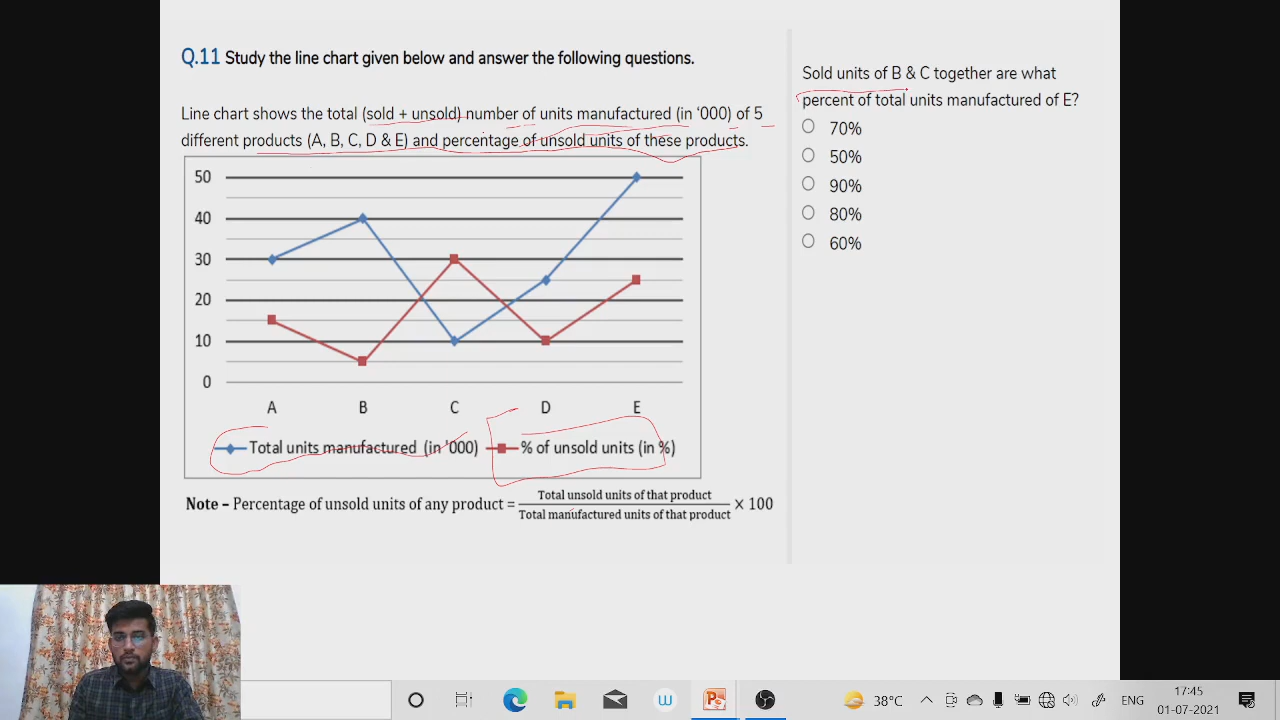 Q.11 Study the line chart given below and answer the following questions.
Line chart shows the total (sold + unsold) number of units manufactured (in ‘000) of 5
different products (A, B, C, D & E) and percentage of unsold units of these products.
50
40
30
20
10
0
A B C D E
Total units manufactured (in '000) % of unsold units (in %)
Note – Percentage of unsold units of any product = Total unsold units of that product / Total manufactured units of that product × 100
Sold units of B & C together are what
percent of total units manufactured of E?
70%
50%
90%
80%
60%
38°C ENG 17:45
01-07-2021